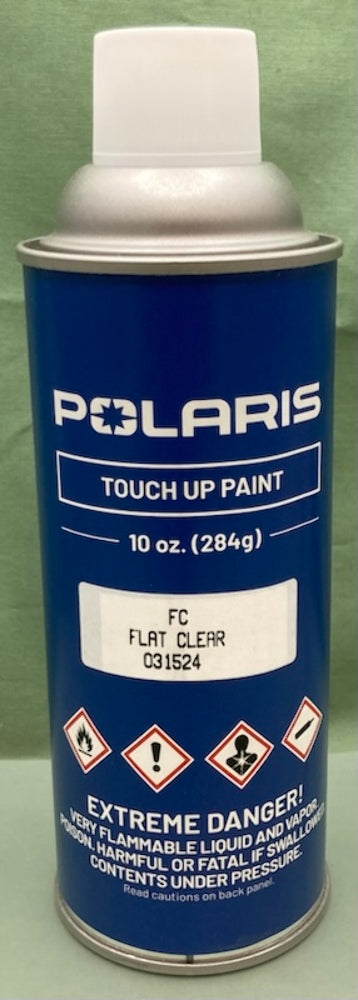 POLARIS
TOUCH UP PAINT
10 oz. (284g)
FC
FLAT CLEAR
031524
EXTREME DANGER!
VERY FLAMMABLE LIQUID AND VAPOR.
POISON. HARMFUL OR FATAL IF SWALLOWED.
CONTENTS UNDER PRESSURE.
Read cautions on back panel.